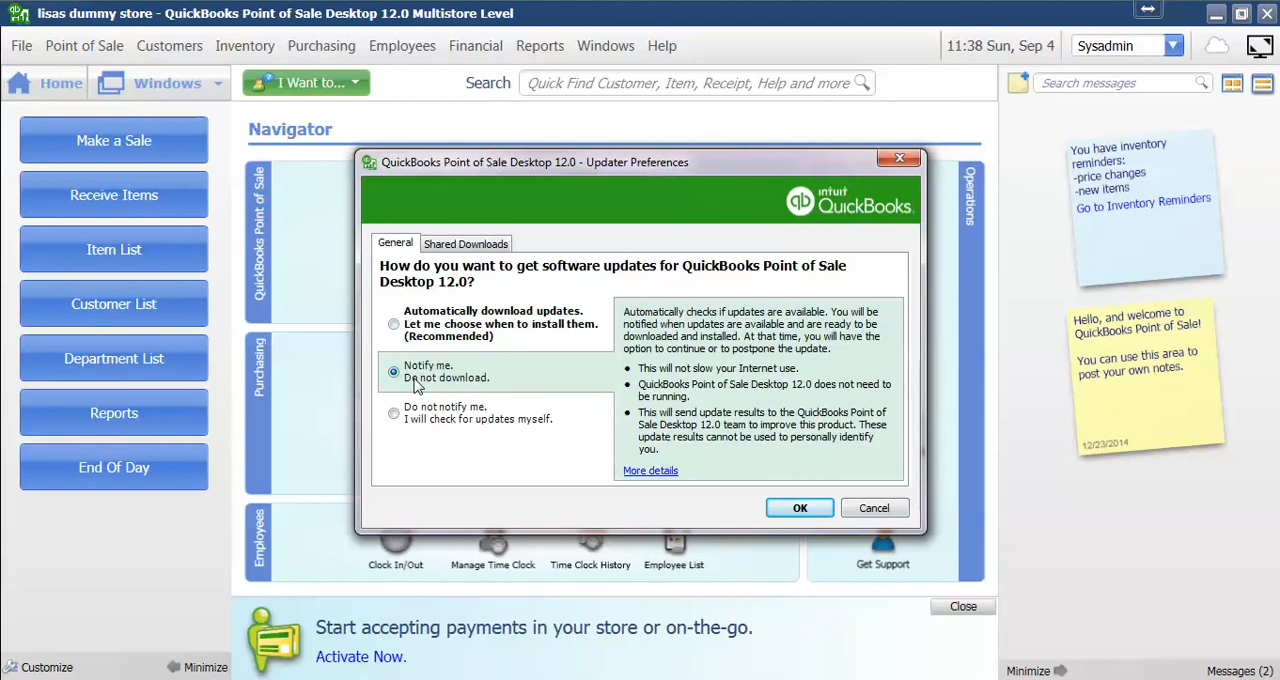 lisas dummy store - QuickBooks Point of Sale Desktop 12.0 Multistore Level
File Point of Sale Customers Inventory Purchasing Employees Financial Reports Windows Help
11:38 Sun, Sep 4
Sysadmin
Home
Windows
I Want to...
Search
Quick Find Customer, Item, Receipt, Help and more
Search messages
Make a Sale
Receive Items
Item List
Customer List
Department List
Reports
End Of Day
Customize
Minimize
Navigator
QuickBooks Point of Sale
Purchasing
Employees
Operations
QuickBooks Point of Sale Desktop 12.0 - Updater Preferences
intuit
QuickBooks
General
Shared Downloads
How do you want to get software updates for QuickBooks Point of Sale
Desktop 12.0?
Automatically download updates.
Let me choose when to install them.
(Recommended)
Notify me.
Do not download.
Do not notify me.
I will check for updates myself.
Automatically checks if updates are available. You will be
notified when updates are available and are ready to be
downloaded and installed. At that time, you will have the
option to continue or to postpone the update.
• This will not slow your Internet use.
• QuickBooks Point of Sale Desktop 12.0 does not need to
be running.
• This will send update results to the QuickBooks Point of
Sale Desktop 12.0 team to improve this product. These
update results cannot be used to personally identify
you.
More details
OK
Cancel
Clock In/Out
Manage Time Clock
Time Clock History
Employee List
Get Support
Close
Start accepting payments in your store or on-the-go.
Activate Now.
You have inventory
reminders:
-price changes
-new items
Go to Inventory Reminders
Hello, and welcome to
QuickBooks Point of Sale!
You can use this area to
post your own notes.
12/23/2014
Minimize
Messages (2)